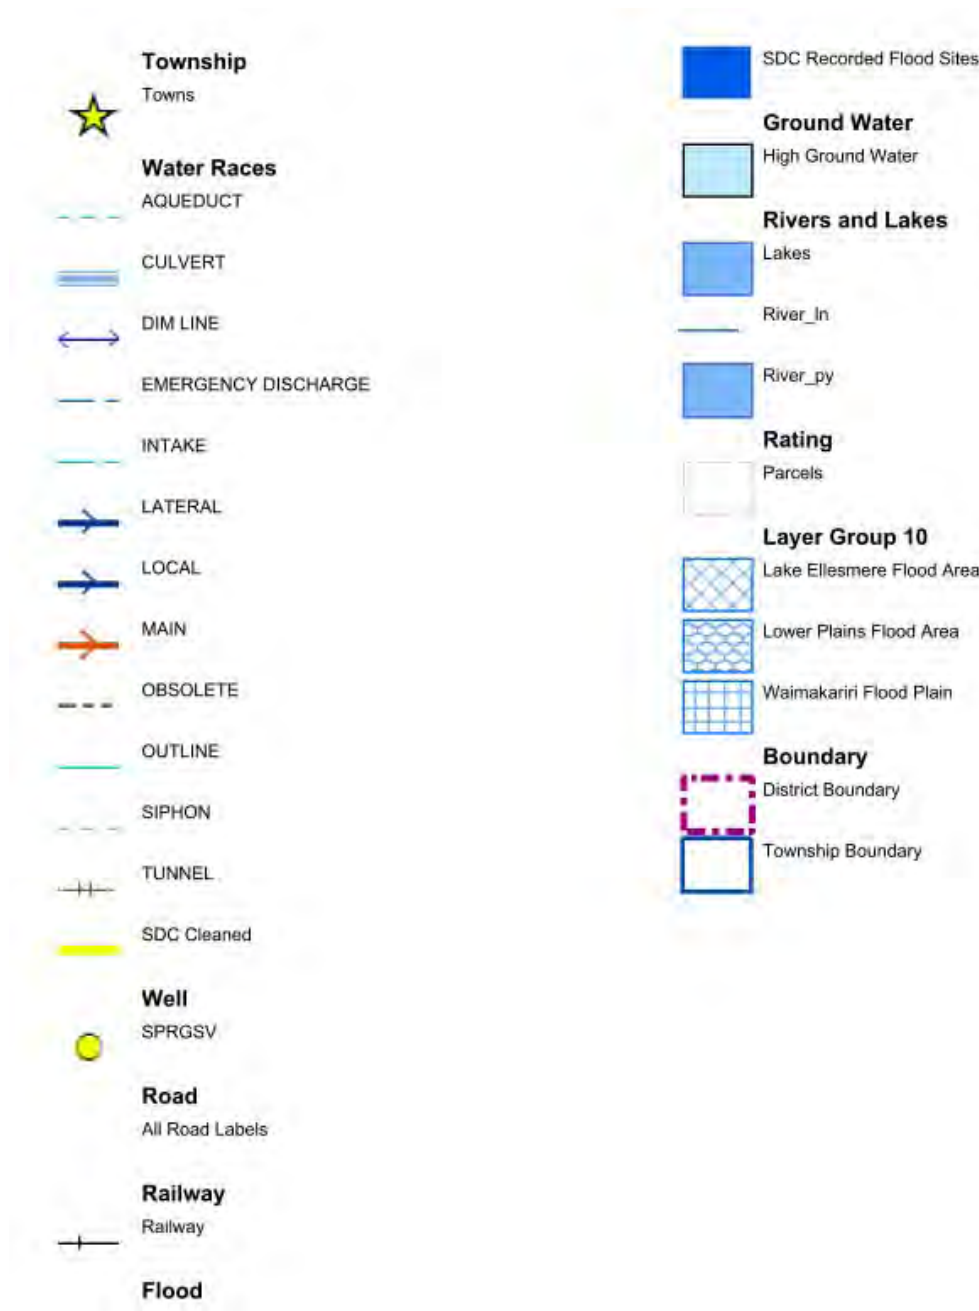 Township
Towns
Water Races
AQUEDUCT
CULVERT
DIM LINE
EMERGENCY DISCHARGE
INTAKE
LATERAL
LOCAL
MAIN
OBSOLETE
OUTLINE
SIPHON
TUNNEL
SDC Cleaned
Well
SPRGSV
Road
All Road Labels
Railway
Railway
Flood
SDC Recorded Flood Sites
Ground Water
High Ground Water
Rivers and Lakes
Lakes
River_ln
River_py
Rating
Parcels
Layer Group 10
Lake Ellesmere Flood Area
Lower Plains Flood Area
Waimakariri Flood Plain
Boundary
District Boundary
Township Boundary